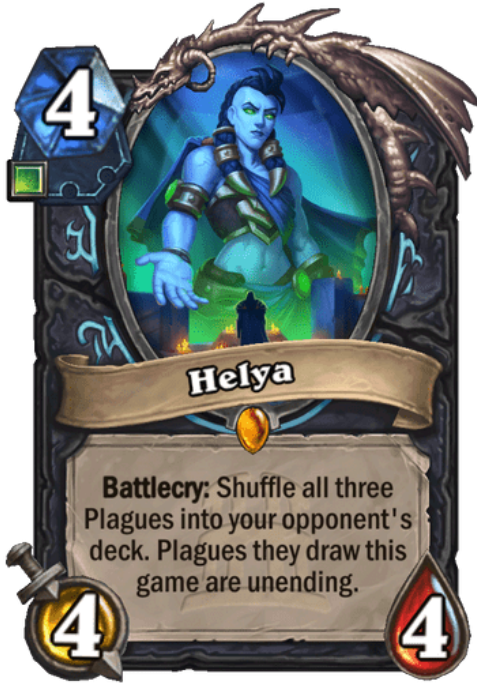 4
Helya
Battlecry: Shuffle all three
Plagues into your opponent's
deck. Plagues they draw this
game are unending.
4
4